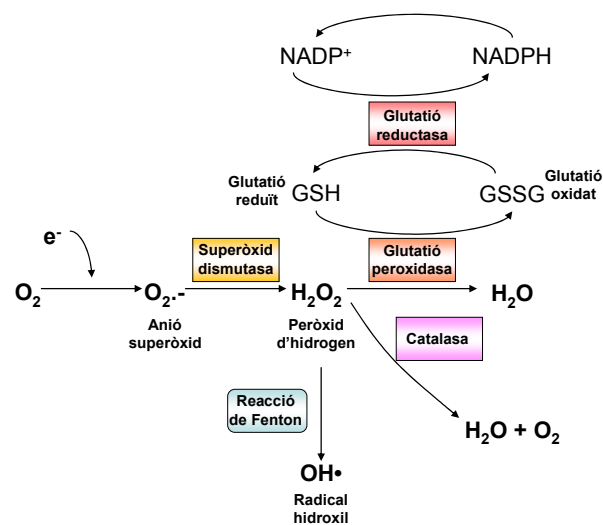 NADP⁺
NADPH
Glutatió
reductasa
Glutatió
reduït
GSH
GSSG
Glutatió
oxidat
e⁻
Superòxid
dismutasa
Glutatió
peroxidasa
O₂
O₂·-
H₂O₂
H₂O
Anió
superòxid
Peròxid
d'hidrogen
Catalasa
Reacció
de Fenton
H₂O + O₂
OH•
Radical
hidroxil